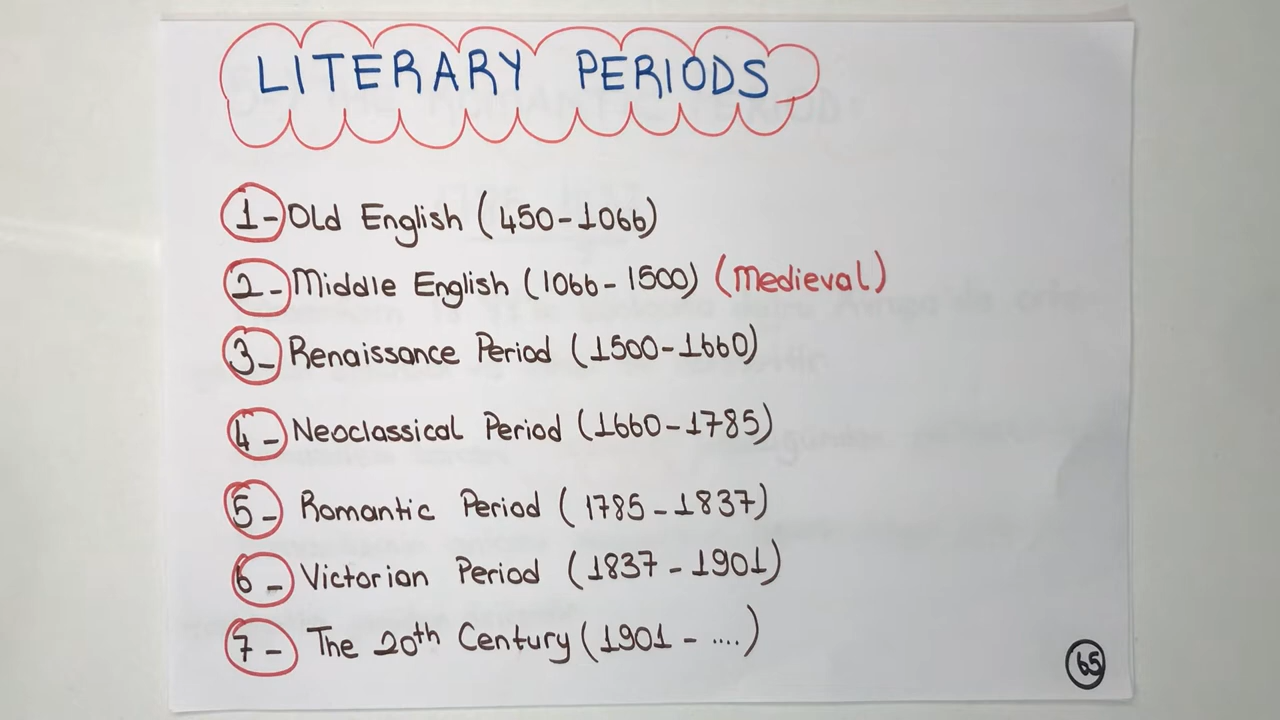 LITERARY PERIODS
1- Old English (450-1066)
2- Middle English (1066-1500) (Medieval)
3- Renaissance Period (1500-1660)
4- Neoclassical Period (1660-1785)
5- Romantic Period (1785-1837)
6- Victorian Period (1837-1901)
7- The 20th Century (1901-....)
65